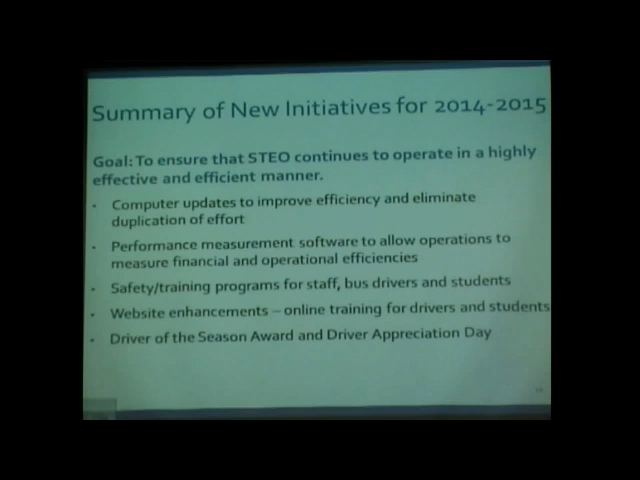 Summary of New Initiatives for 2014-2015
Goal: To ensure that STEO continues to operate in a highly
effective and efficient manner.
• Computer updates to improve efficiency and eliminate
duplication of effort
• Performance measurement software to allow operations to
measure financial and operational efficiencies
• Safety/training programs for staff, bus drivers and students
• Website enhancements – online training for drivers and students
• Driver of the Season Award and Driver Appreciation Day